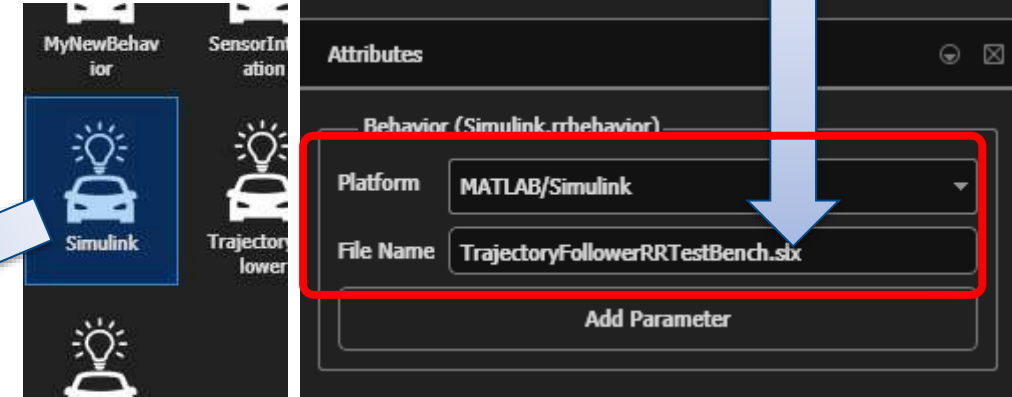 MyNewBehav
ior
SensorInt
ation
Simulink
Trajectory
lower
Attributes
Behavior (Simulink.rrbehavior)
Platform
MATLAB/Simulink
File Name
TrajectoryFollowerRRTestBench.slx
Add Parameter